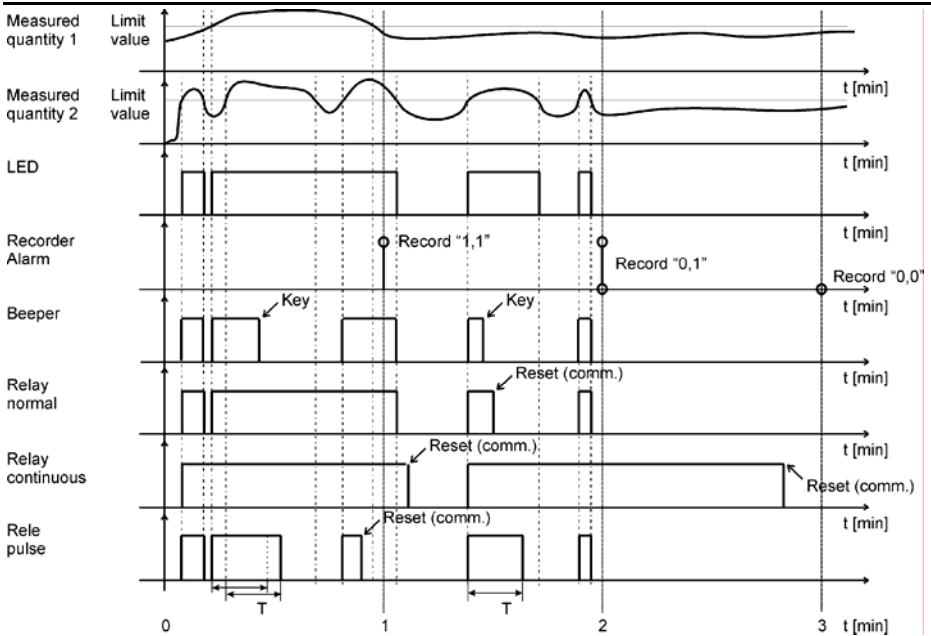 Measured quantity 1
Limit value
t [min]
Measured quantity 2
Limit value
t [min]
LED
t [min]
Recorder Alarm
Record “1,1”
Record “0,1”
Record “0,0”
t [min]
Beeper
Key
Key
t [min]
Relay normal
Reset (comm.)
t [min]
Relay continuous
Reset (comm.)
Reset (comm.)
t [min]
Rele pulse
Reset (comm.)
T
T
0
1
2
3
t [min]